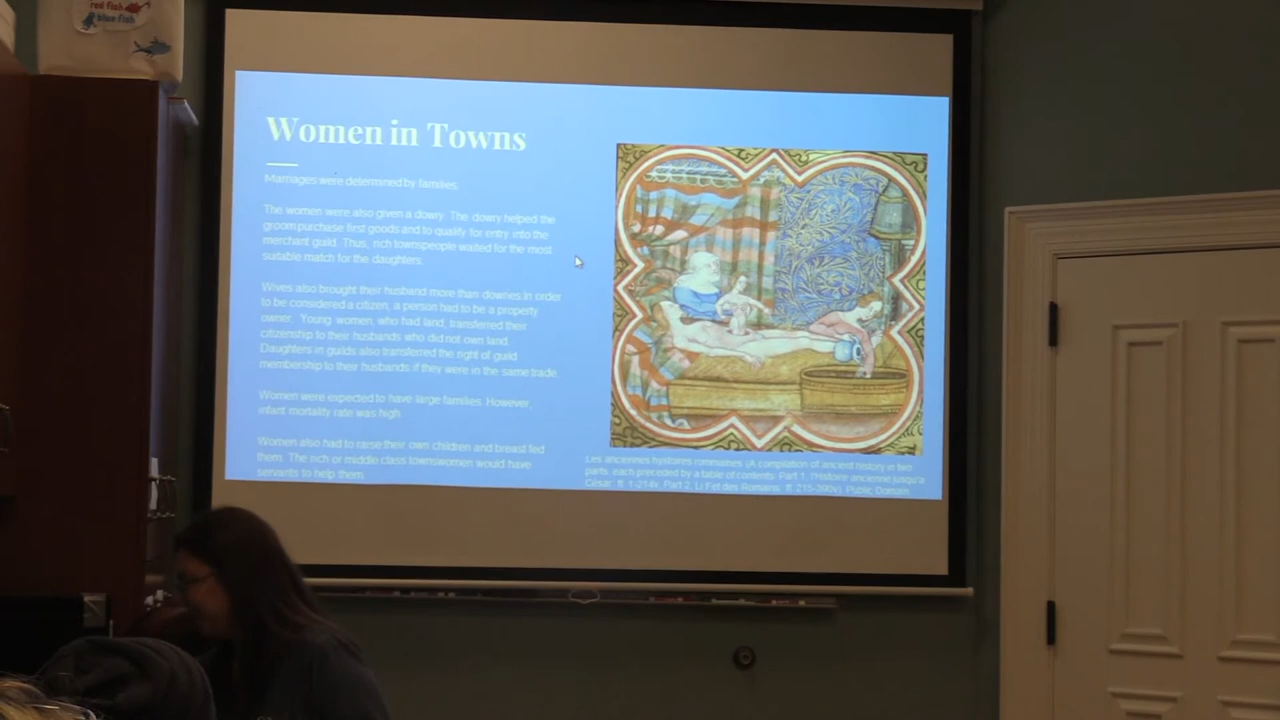 red fish
blue fish
Women in Towns
Marriages were determined by families.
The women were also given a dowry. The dowry helped the
groom purchase first goods and to qualify for entry into the
merchant guild. Thus, rich townspeople waited for the most
suitable match for the daughters.
Wives also brought their husband more than dowries.In order
to be considered a citizen, a person had to be a property
owner. Young women, who had land, transferred their
citizenship to their husbands who did not own land.
Daughters in guilds also transferred the right of guild
membership to their husbands if they were in the same trade.
Women were expected to have large families. However,
infant mortality rate was high.
Women also had to raise their own children and breast fed
them. The rich or middle class townswomen would have
servants to help them.
Les anciennes hystoires rommaines (A compilation of ancient history in two
parts, each preceded by a table of contents: Part 1, l'Histoire ancienne jusqu'a
César: ff. 1-214v. Part 2, Li Fet des Romains: ff. 215-390v). Public Domain